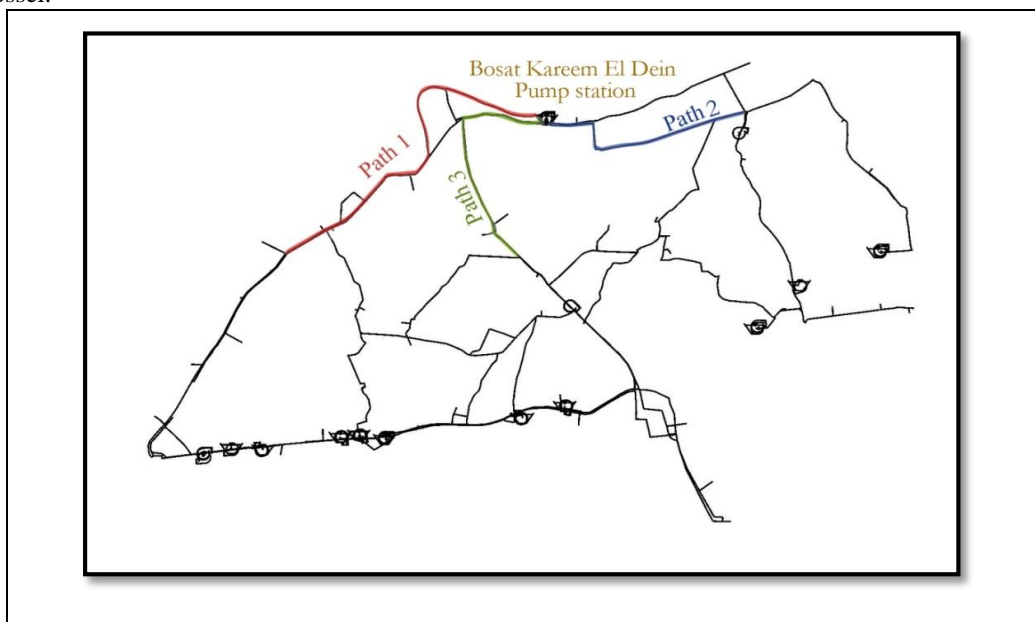 Bosat Kareem El Dein
Pump station
Path 1
Path 2
Path 3